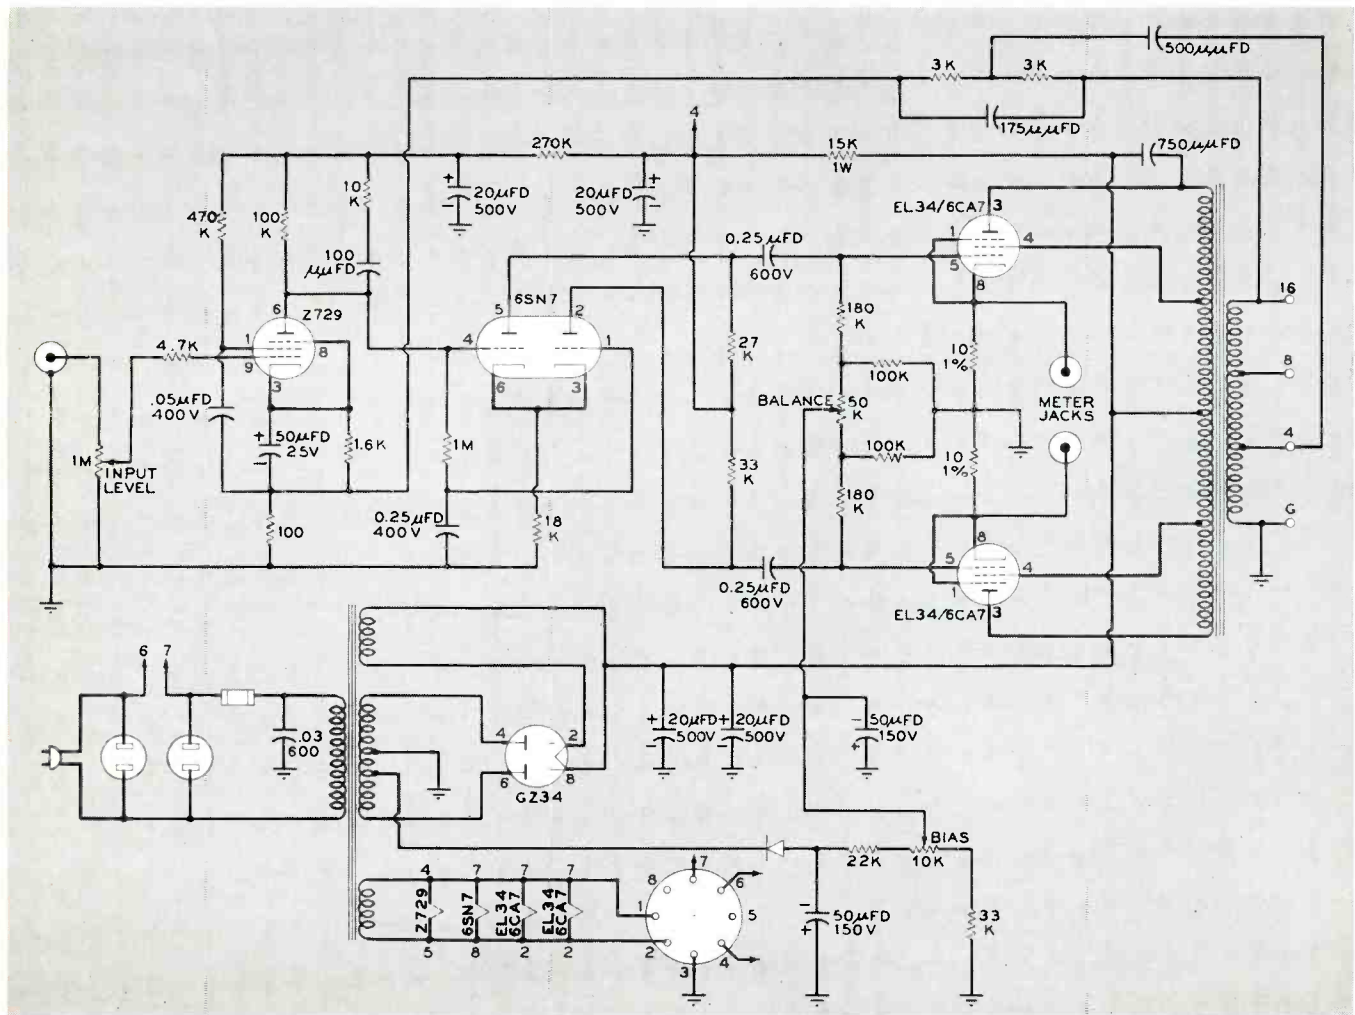 500µµFD
3K
3K
175µµFD
4
270K
15K
1W
750µµFD
10
K
+
20µFD
500V
20µFD
500V
+
-
EL34/6CA7
3
470
K
100
K
1
4
5
8
0.25µFD
600V
100
µµFD
6SN7
5
2
16
6
Z729
180
K
4.7K
1
8
9
4
1
27
K
10
1%
8
3
6
3
100K
.05µFD
400V
BALANCE
50
K
METER
JACKS
+
50µFD
25V
-
1.6K
1M
100K
4
1M
INPUT
LEVEL
33
K
10
1%
180
K
100
0.25µFD
400V
18
K
G
8
5
4
1
0.25µFD
600V
EL34/6CA7
3
6
7
.03
600
4
2
6
8
GZ34
+
20µFD
500V
-
+
20µFD
500V
-
-
50µFD
150V
+
BIAS
22K
10K
4
7
7
7
Z729
6SN7
EL34
6CA7
EL34
6CA7
5
8
2
2
7
8
6
1
5
2
3
4
-
50µFD
150V
+
33
K